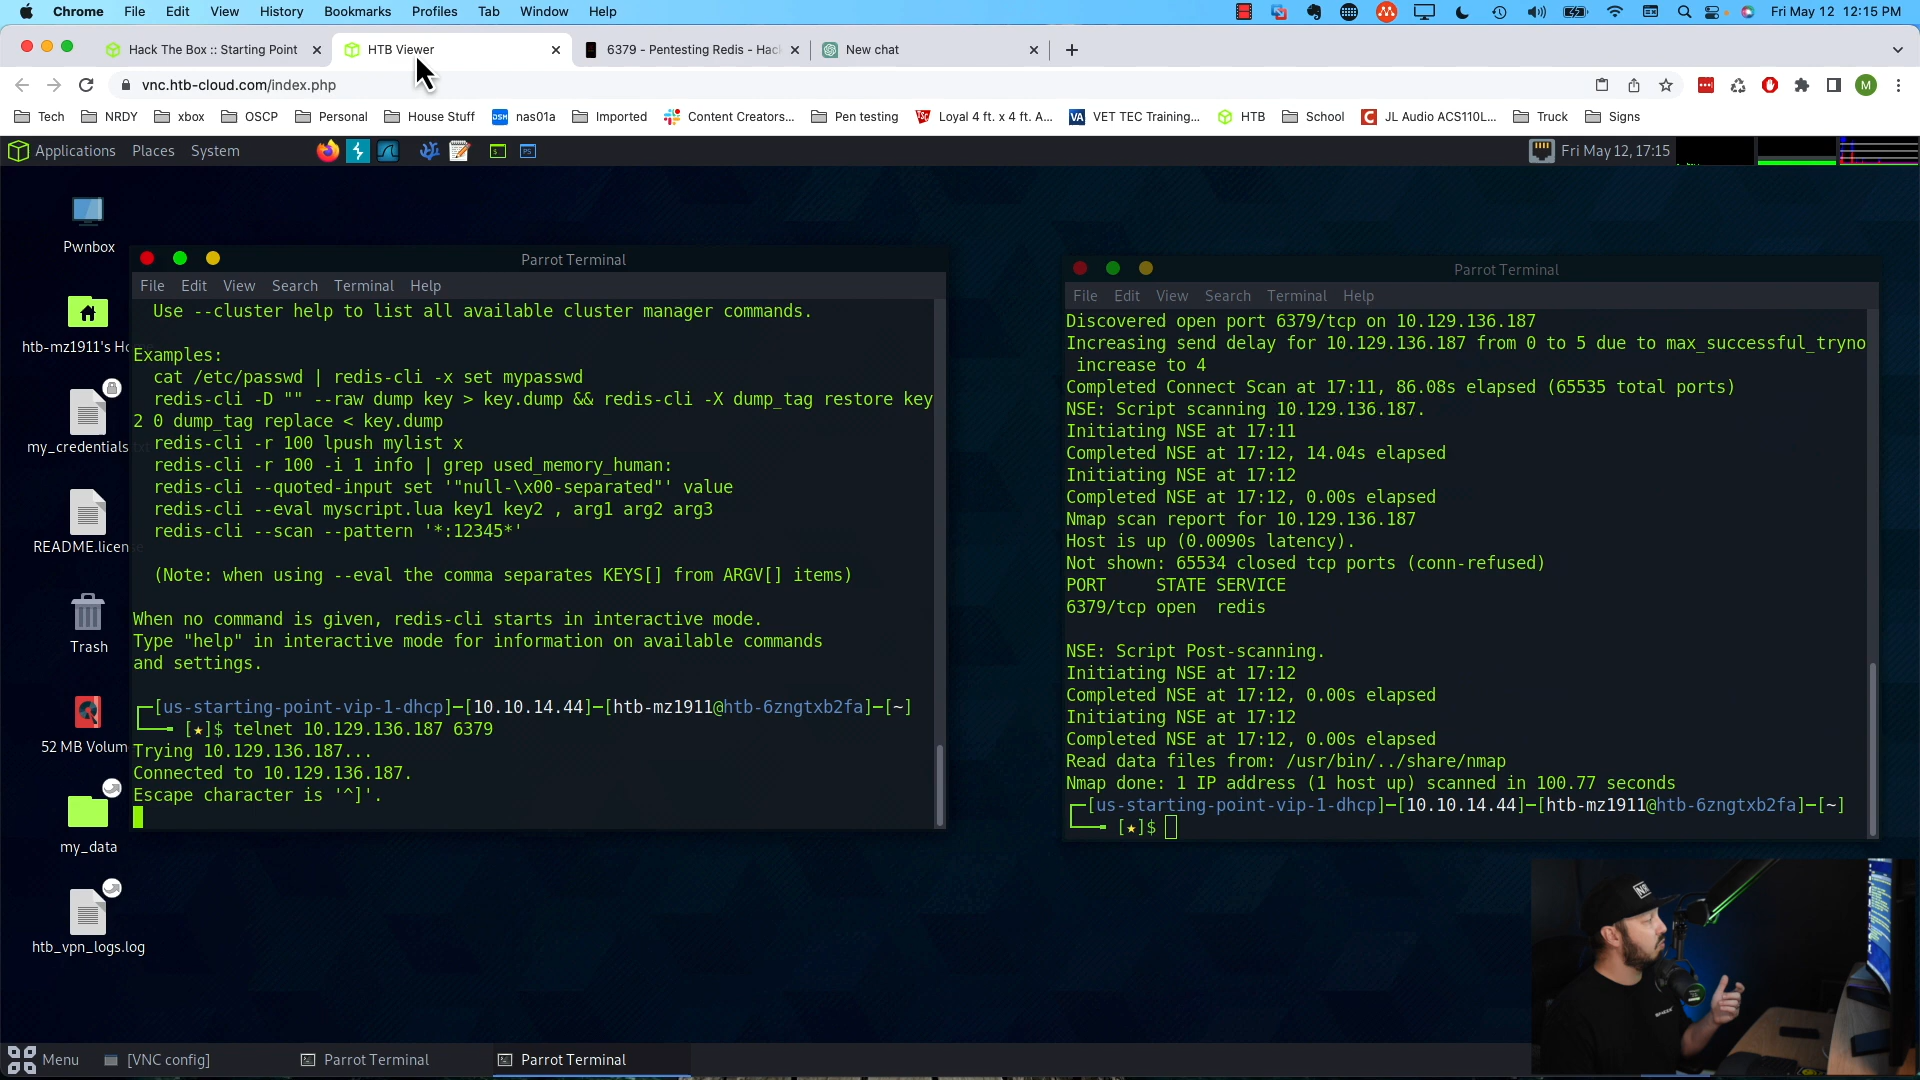 Chrome File Edit View History Bookmarks Profiles Tab Window Help Fri May 12 12:15 PM
Hack The Box :: Starting Point HTB Viewer 6379 - Pentesting Redis - Hac New chat
vnc.htb-cloud.com/index.php M
Tech NRDY xbox OSCP Personal House Stuff nas01a Imported Content Creators... Pen testing Loyal 4 ft. x 4 ft. A... VET TEC Training... HTB School JL Audio ACS110L... Truck Signs
Applications Places System Fri May 12, 17:15
Pwnbox
htb-mz1911's Ho
my_credentials
README.licen
Trash
52 MB Volum
my_data
htb_vpn_logs.log
Parrot Terminal
File Edit View Search Terminal Help
Use --cluster help to list all available cluster manager commands.
Examples:
cat /etc/passwd | redis-cli -x set mypasswd
redis-cli -D "" --raw dump key > key.dump && redis-cli -X dump_tag restore key
2 0 dump_tag replace < key.dump
redis-cli -r 100 lpush mylist x
redis-cli -r 100 -i 1 info | grep used_memory_human:
redis-cli --quoted-input set '"null-\x00-separated"' value
redis-cli --eval myscript.lua key1 key2 , arg1 arg2 arg3
redis-cli --scan --pattern '*:12345*'
(Note: when using --eval the comma separates KEYS[] from ARGV[] items)
When no command is given, redis-cli starts in interactive mode.
Type "help" in interactive mode for information on available commands
and settings.
┌─[us-starting-point-vip-1-dhcp]─[10.10.14.44]─[htb-mz1911@htb-6zngtxb2fa]─[~]
└──╼ [★]$ telnet 10.129.136.187 6379
Trying 10.129.136.187...
Connected to 10.129.136.187.
Escape character is '^]'.
Parrot Terminal
File Edit View Search Terminal Help
Discovered open port 6379/tcp on 10.129.136.187
Increasing send delay for 10.129.136.187 from 0 to 5 due to max_successful_tryno
increase to 4
Completed Connect Scan at 17:11, 86.08s elapsed (65535 total ports)
NSE: Script scanning 10.129.136.187.
Initiating NSE at 17:11
Completed NSE at 17:12, 14.04s elapsed
Initiating NSE at 17:12
Completed NSE at 17:12, 0.00s elapsed
Nmap scan report for 10.129.136.187
Host is up (0.0090s latency).
Not shown: 65534 closed tcp ports (conn-refused)
PORT STATE SERVICE
6379/tcp open redis
NSE: Script Post-scanning.
Initiating NSE at 17:12
Completed NSE at 17:12, 0.00s elapsed
Initiating NSE at 17:12
Completed NSE at 17:12, 0.00s elapsed
Read data files from: /usr/bin/../share/nmap
Nmap done: 1 IP address (1 host up) scanned in 100.77 seconds
┌─[us-starting-point-vip-1-dhcp]─[10.10.14.44]─[htb-mz1911@htb-6zngtxb2fa]─[~]
└──╼ [★]$
Menu [VNC config] Parrot Terminal Parrot Terminal